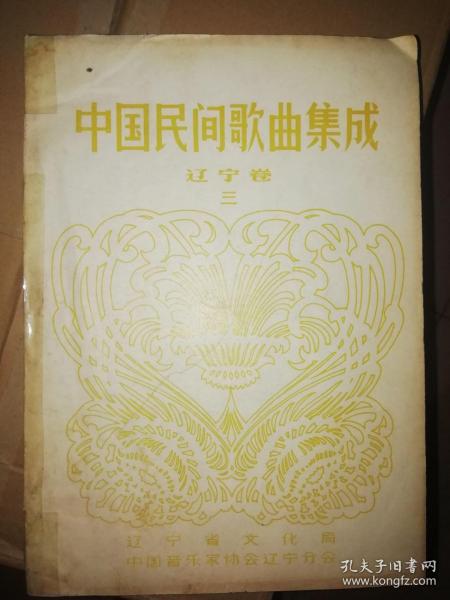 中国民间歌曲集成
辽宁卷
三
辽宁省文化局
中国音乐家协会辽宁分会
孔夫子旧书网
www.kongfz.com